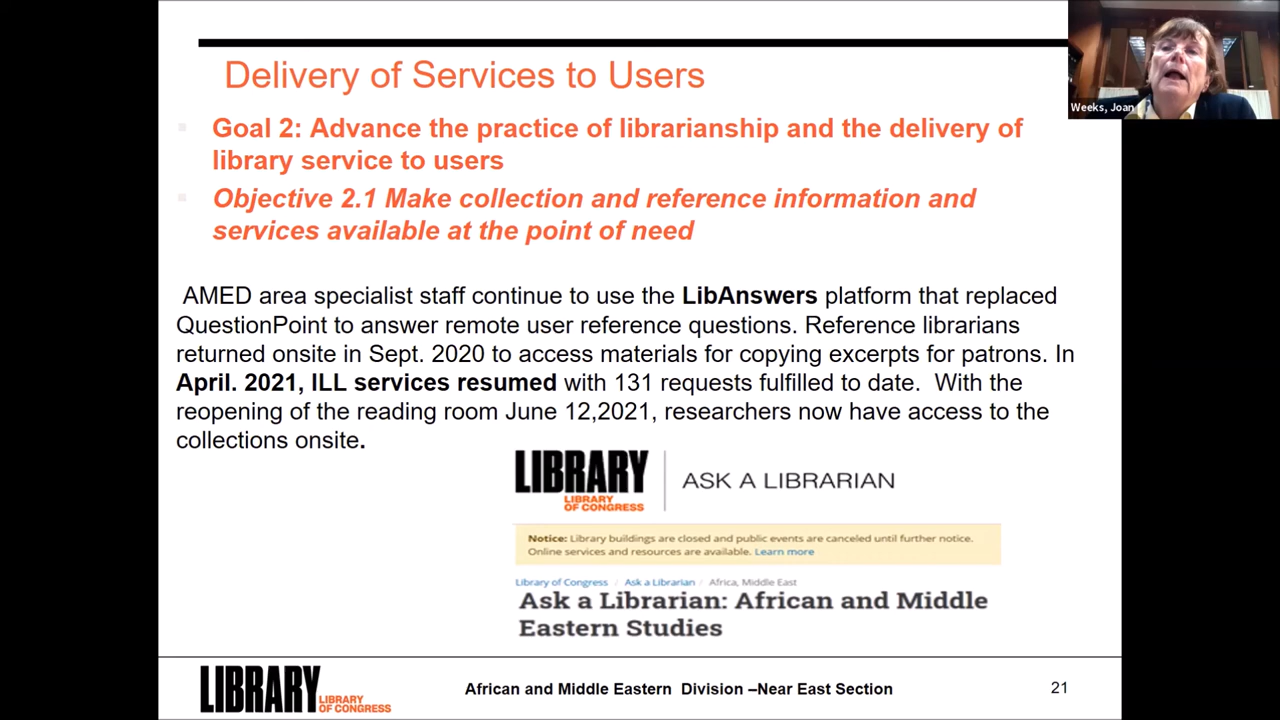 Delivery of Services to Users
Weeks, Joan
Goal 2: Advance the practice of librarianship and the delivery of
library service to users
Objective 2.1 Make collection and reference information and
services available at the point of need
AMED area specialist staff continue to use the LibAnswers platform that replaced
QuestionPoint to answer remote user reference questions. Reference librarians
returned onsite in Sept. 2020 to access materials for copying excerpts for patrons. In
April. 2021, ILL services resumed with 131 requests fulfilled to date. With the
reopening of the reading room June 12,2021, researchers now have access to the
collections onsite.
LIBRARY
LIBRARY
OF CONGRESS
ASK A LIBRARIAN
Notice: Library buildings are closed and public events are canceled until further notice.
Online services and resources are available. Learn more
Library of Congress / Ask a Librarian / Africa, Middle East
Ask a Librarian: African and Middle
Eastern Studies
LIBRARY
LIBRARY
OF CONGRESS
African and Middle Eastern Division –Near East Section
21